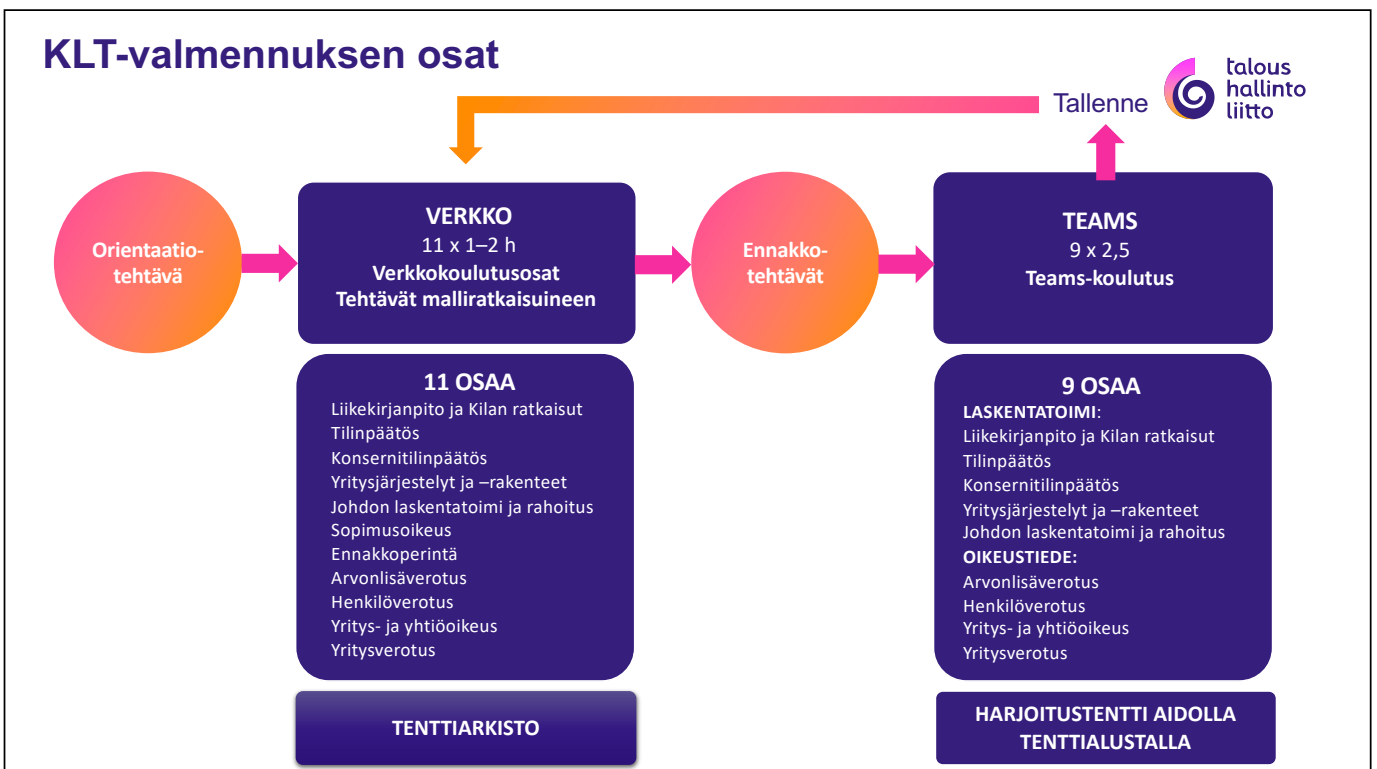 KLT-valmennuksen osat
Tallenne
talous
hallinto
liitto
Orientaatio-
tehtävä
VERKKO
11 x 1–2 h
Verkkokoulutusosat
Tehtävät malliratkaisuineen
Ennakko-
tehtävät
TEAMS
9 x 2,5
Teams-koulutus
11 OSAA
Liikekirjanpito ja Kilan ratkaisut
Tilinpäätös
Konsernitilinpäätös
Yritysjärjestelyt ja –rakenteet
Johdon laskentatoimi ja rahoitus
Sopimusoikeus
Ennakkoperintä
Arvonlisäverotus
Henkilöverotus
Yritys- ja yhtiöoikeus
Yritysverotus
9 OSAA
LASKENTATOIMI:
Liikekirjanpito ja Kilan ratkaisut
Tilinpäätös
Konsernitilinpäätös
Yritysjärjestelyt ja –rakenteet
Johdon laskentatoimi ja rahoitus
OIKEUSTIEDE:
Arvonlisäverotus
Henkilöverotus
Yritys- ja yhtiöoikeus
Yritysverotus
TENTTIARKISTO
HARJOITUSTENTTI AIDOLLA
TENTTIALUSTALLA